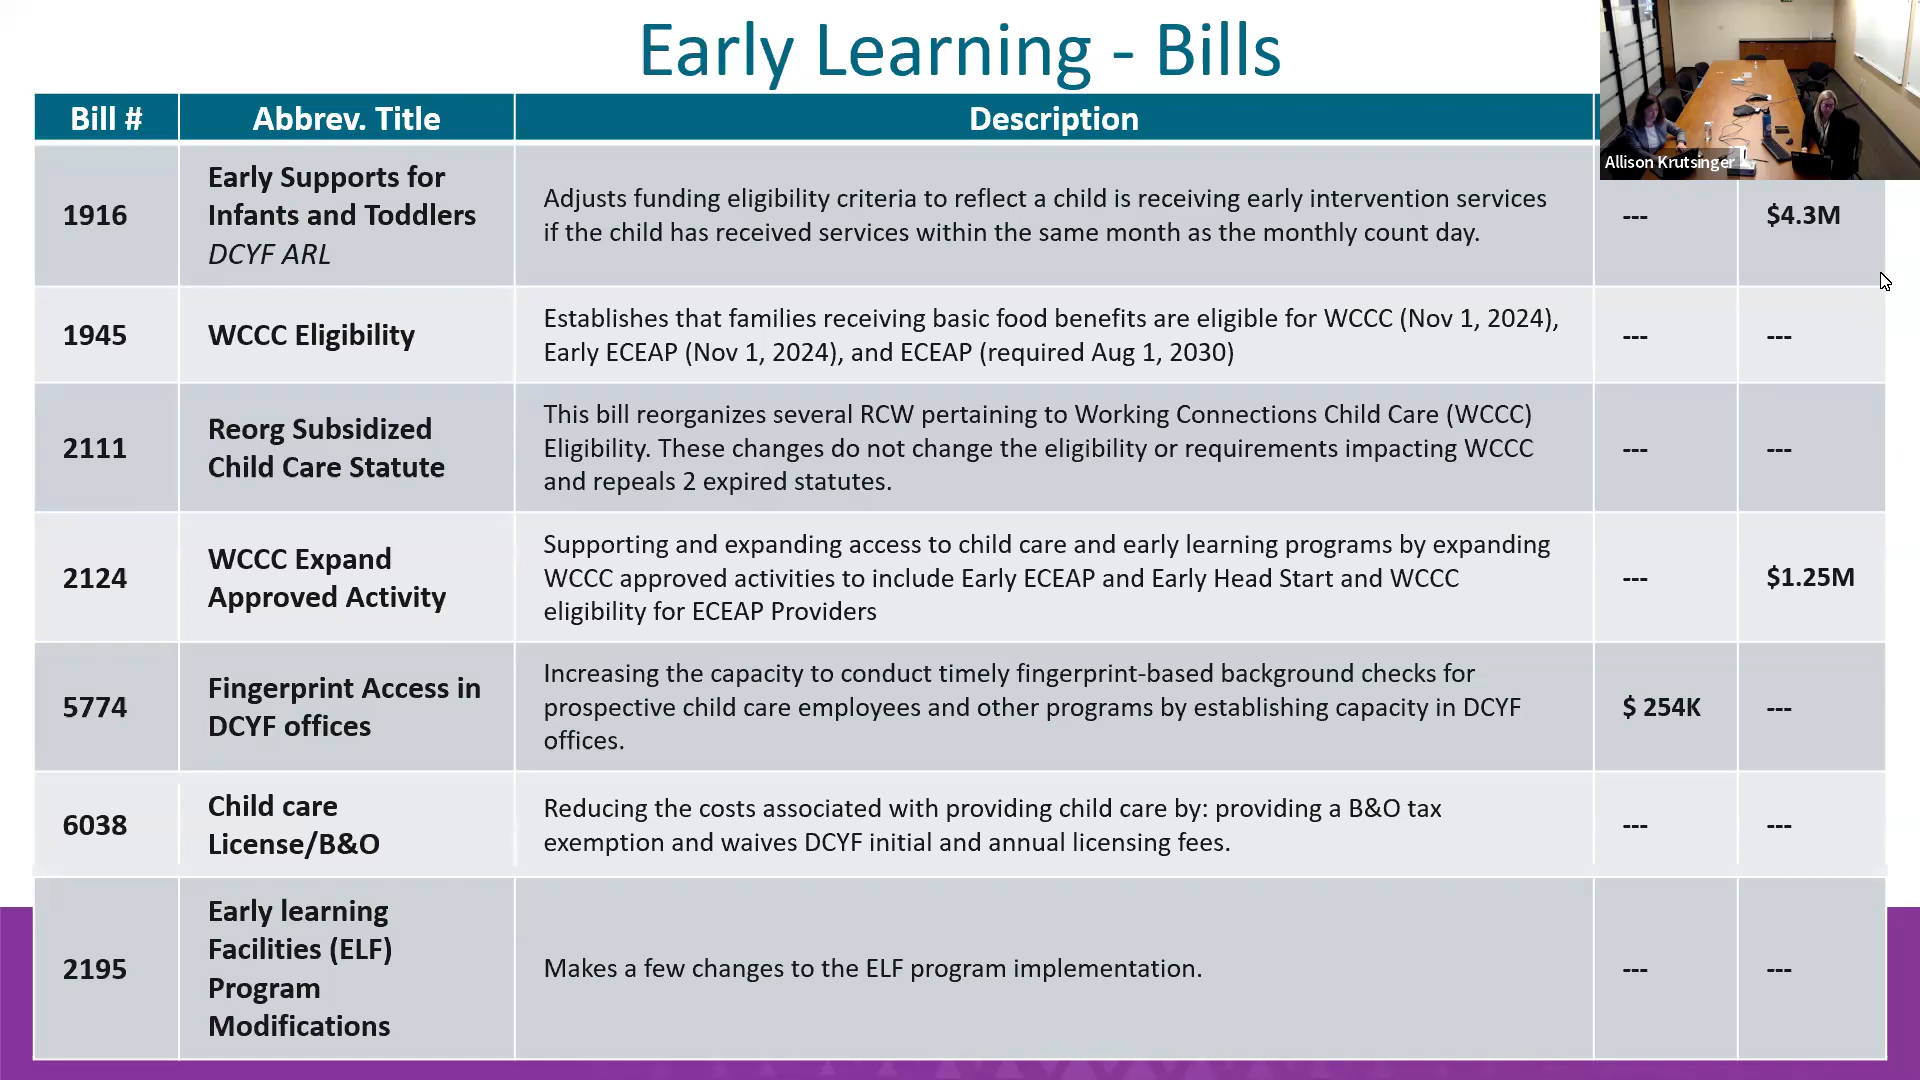 Early Learning - Bills
Bill #
Abbrev. Title
Description
Allison Krutsinger
1916
Early Supports for
Infants and Toddlers
DCYF ARL
Adjusts funding eligibility criteria to reflect a child is receiving early intervention services
if the child has received services within the same month as the monthly count day.
---
$4.3M
1945
WCCC Eligibility
Establishes that families receiving basic food benefits are eligible for WCCC (Nov 1, 2024),
Early ECEAP (Nov 1, 2024), and ECEAP (required Aug 1, 2030)
---
---
2111
Reorg Subsidized
Child Care Statute
This bill reorganizes several RCW pertaining to Working Connections Child Care (WCCC)
Eligibility. These changes do not change the eligibility or requirements impacting WCCC
and repeals 2 expired statutes.
---
---
2124
WCCC Expand
Approved Activity
Supporting and expanding access to child care and early learning programs by expanding
WCCC approved activities to include Early ECEAP and Early Head Start and WCCC
eligibility for ECEAP Providers
---
$1.25M
5774
Fingerprint Access in
DCYF offices
Increasing the capacity to conduct timely fingerprint-based background checks for
prospective child care employees and other programs by establishing capacity in DCYF
offices.
$ 254K
---
6038
Child care
License/B&O
Reducing the costs associated with providing child care by: providing a B&O tax
exemption and waives DCYF initial and annual licensing fees.
---
---
2195
Early learning
Facilities (ELF)
Program
Modifications
Makes a few changes to the ELF program implementation.
---
---